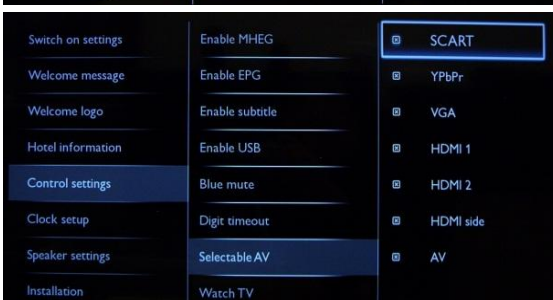 Switch on settings
Welcome message
Welcome logo
Hotel information
Control settings
Clock setup
Speaker settings
Installation
Enable MHEG
Enable EPG
Enable subtitle
Enable USB
Blue mute
Digit timeout
Selectable AV
Watch TV
SCART
YPbPr
VGA
HDMI 1
HDMI 2
HDMI side
AV